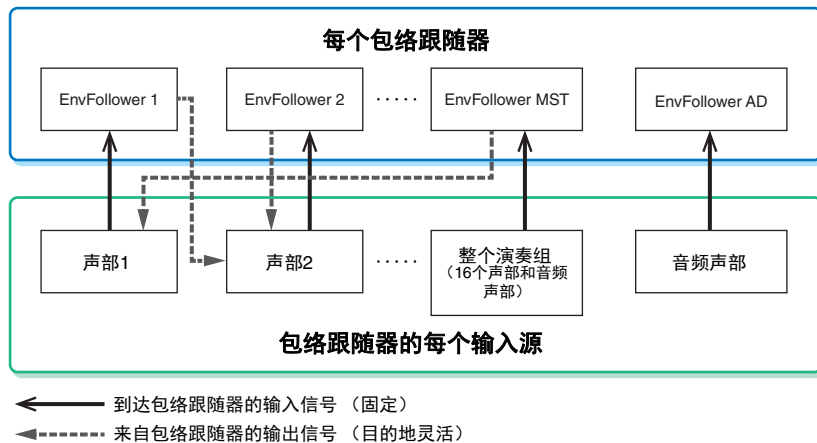 每个包络跟随器
EnvFollower 1
EnvFollower 2
·····
EnvFollower MST
EnvFollower AD
声部1
声部2
·····
整个演奏组
（16个声部和音频
声部）
音频声部
包络跟随器的每个输入源
到达包络跟随器的输入信号 （固定）
来自包络跟随器的输出信号 （目的地灵活）